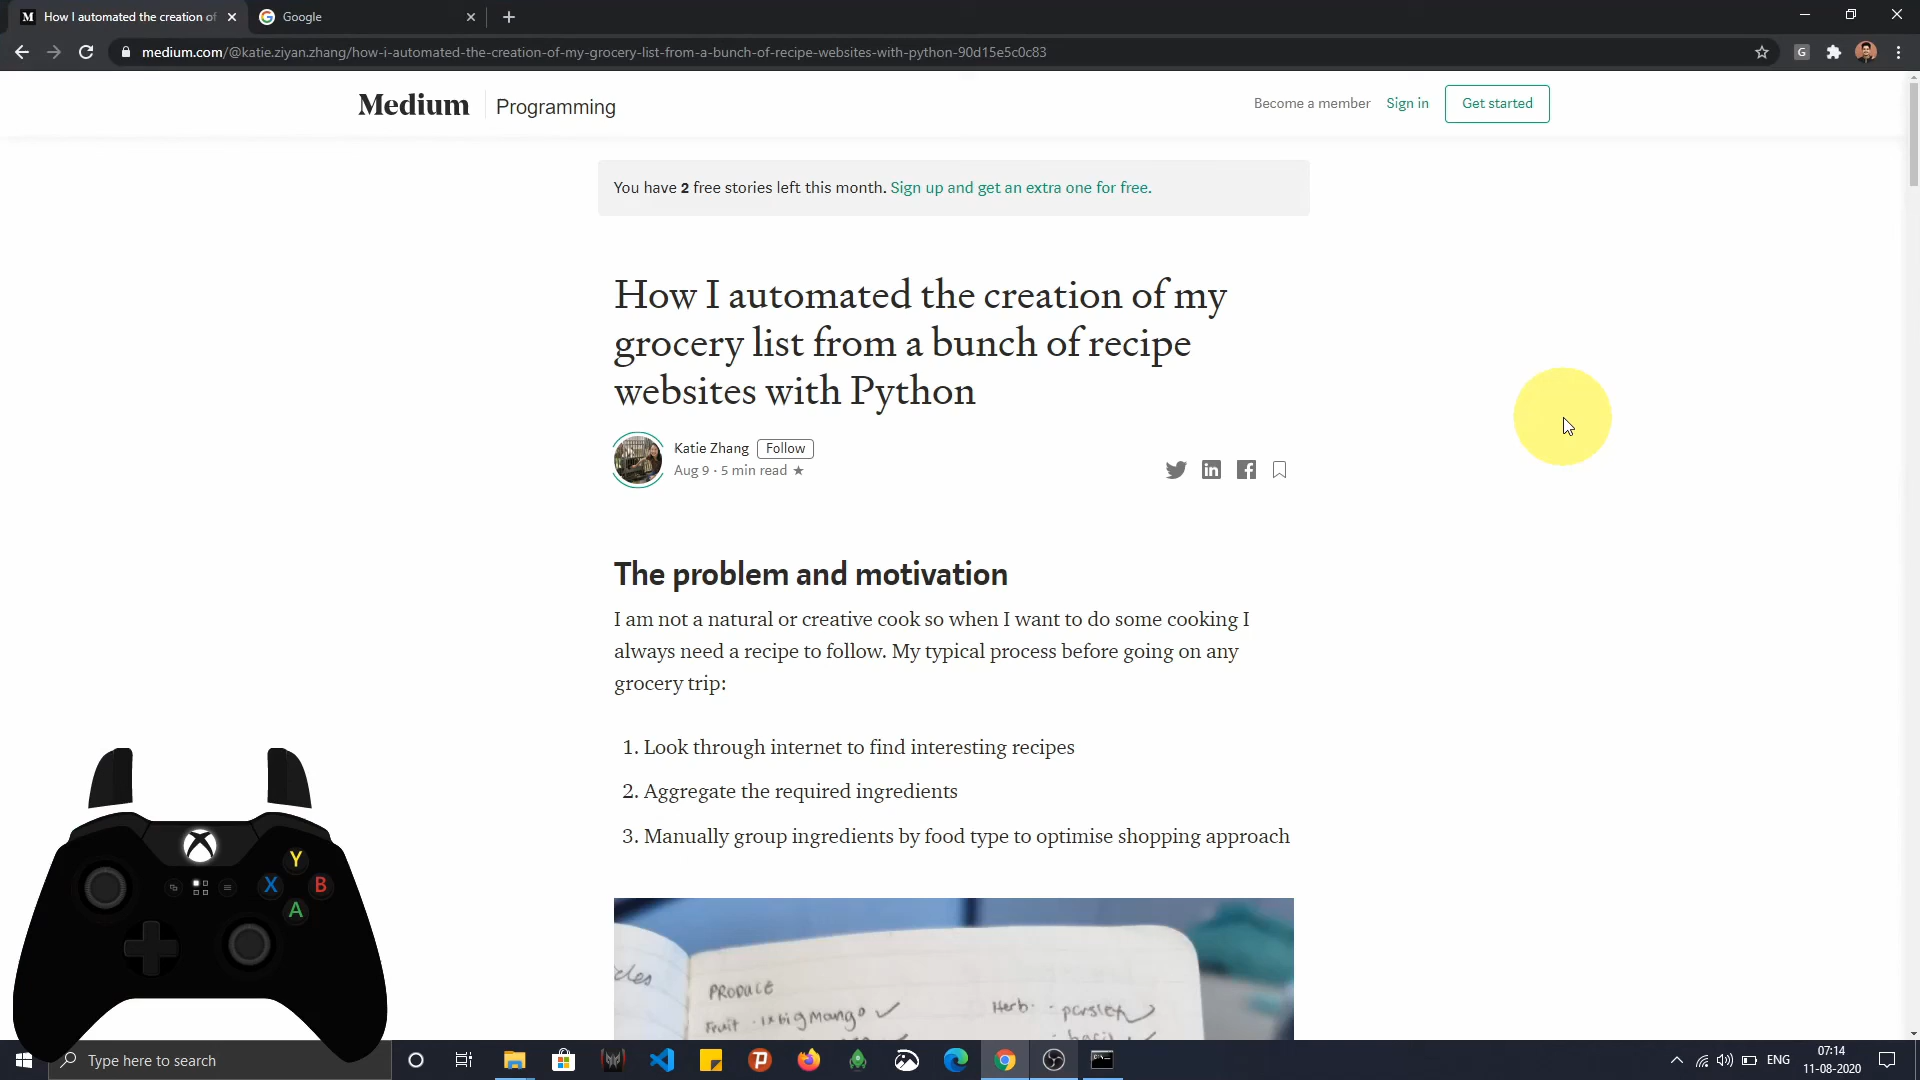 How I automated the creation of
Google
medium.com/@katie.ziyan.zhang/how-i-automated-the-creation-of-my-grocery-list-from-a-bunch-of-recipe-websites-with-python-90d15e5c0c83
G
Medium
Programming
Become a member
Sign in
Get started
You have 2 free stories left this month. Sign up and get an extra one for free.
How I automated the creation of my
grocery list from a bunch of recipe
websites with Python
Katie Zhang
Follow
Aug 9 · 5 min read ★
The problem and motivation
I am not a natural or creative cook so when I want to do some cooking I
always need a recipe to follow. My typical process before going on any
grocery trip:
1. Look through internet to find interesting recipes
2. Aggregate the required ingredients
3. Manually group ingredients by food type to optimise shopping approach
PRODUCE
Fruit · 1x big mango ✓
Herb · parsley
· basil
Y
X
B
A
Type here to search
ENG
07:14
11-08-2020